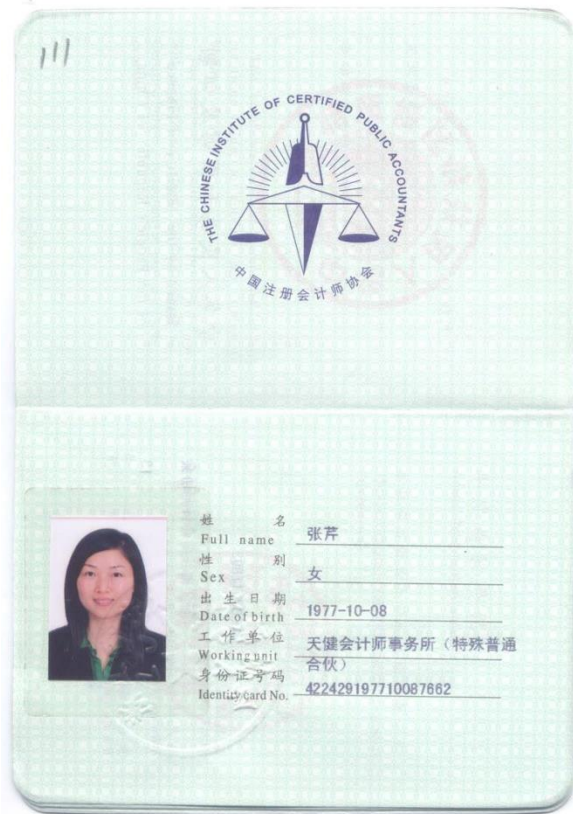 111
THE CHINESE INSTITUTE OF CERTIFIED PUBLIC ACCOUNTANTS
中国注册会计师协会
姓 名
Full name 张芹
性 别
Sex 女
出生日期
Date of birth 1977-10-08
工作单位
Working unit 天健会计师事务所（特殊普通
合伙）
身份证号码
Identity card No. 422429197710087662